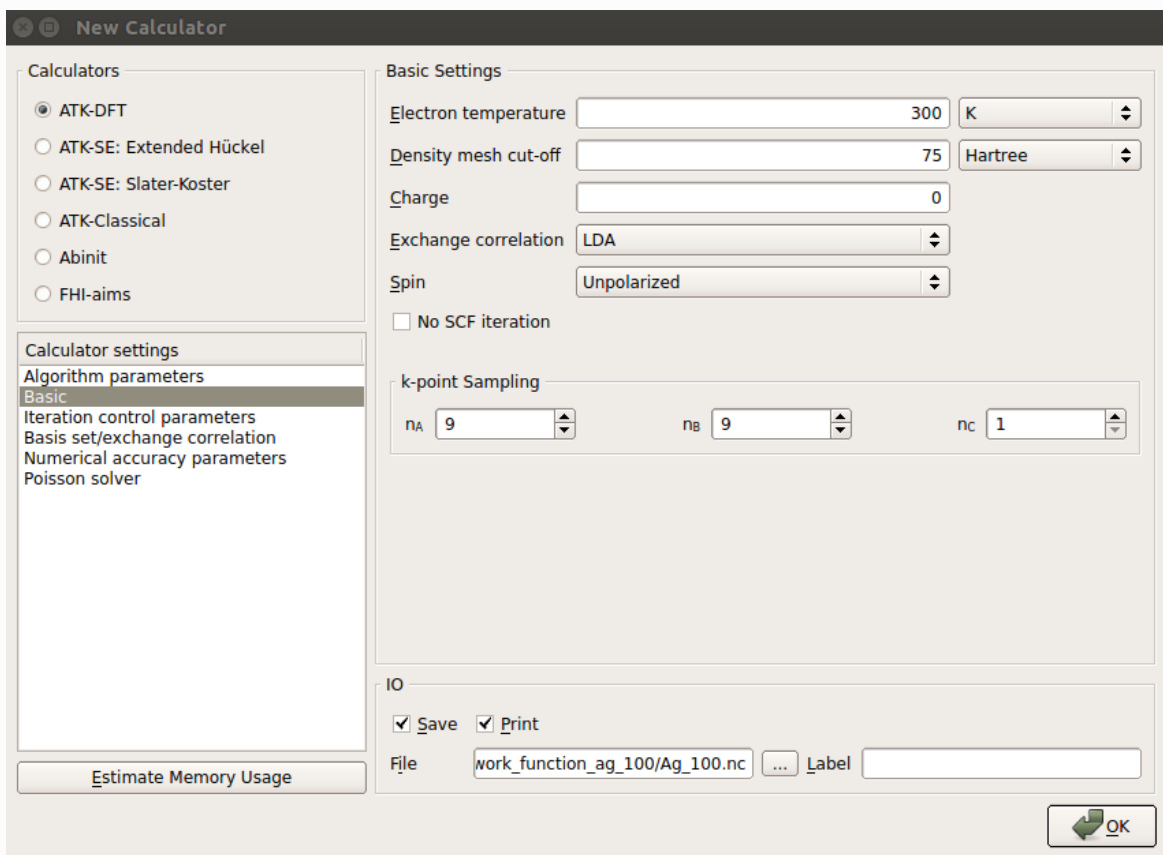 New Calculator
Calculators
ATK-DFT
ATK-SE: Extended Hückel
ATK-SE: Slater-Koster
ATK-Classical
Abinit
FHI-aims
Calculator settings
Algorithm parameters
Basic
Iteration control parameters
Basis set/exchange correlation
Numerical accuracy parameters
Poisson solver
Estimate Memory Usage
Basic Settings
Electron temperature 300 K
Density mesh cut-off 75 Hartree
Charge 0
Exchange correlation LDA
Spin Unpolarized
No SCF iteration
k-point Sampling
nA 9 nB 9 nC 1
IO
Save Print
File work_function_ag_100/Ag_100.nc ... Label
OK